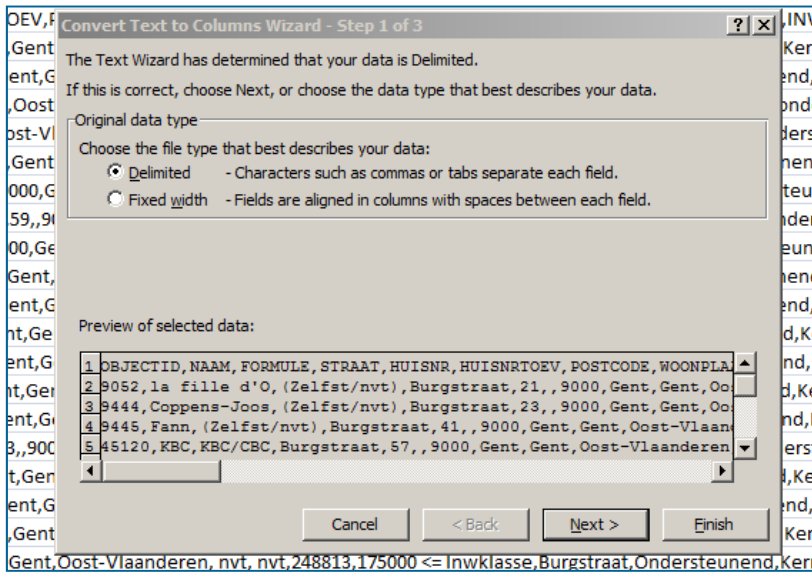 Convert Text to Columns Wizard - Step 1 of 3
The Text Wizard has determined that your data is Delimited.
If this is correct, choose Next, or choose the data type that best describes your data.
Original data type
Choose the file type that best describes your data:
Delimited - Characters such as commas or tabs separate each field.
Fixed width - Fields are aligned in columns with spaces between each field.
Preview of selected data:
1 OBJECTID,NAAM,FORMULE,STRAAT,HUISNR,HUISNRTOEV,POSTCODE,WOONPLA
2 9052,la fille d'O,(Zelfst/nvt),Burgstraat,21,,9000,Gent,Gent,Oos
3 9444,Coppens-Joos,(Zelfst/nvt),Burgstraat,23,,9000,Gent,Gent,Oos
4 9445,Fann,(Zelfst/nvt),Burgstraat,41,,9000,Gent,Gent,Oost-Vlaand
5 45120,KBC,KBC/CBC,Burgstraat,57,,9000,Gent,Gent,Oost-Vlaanderen
Cancel < Back Next > Finish
Gent,Oost-Vlaanderen, nvt, nvt,248813,175000 <= Inwklasse,Burgstraat,Ondersteunend,Kern